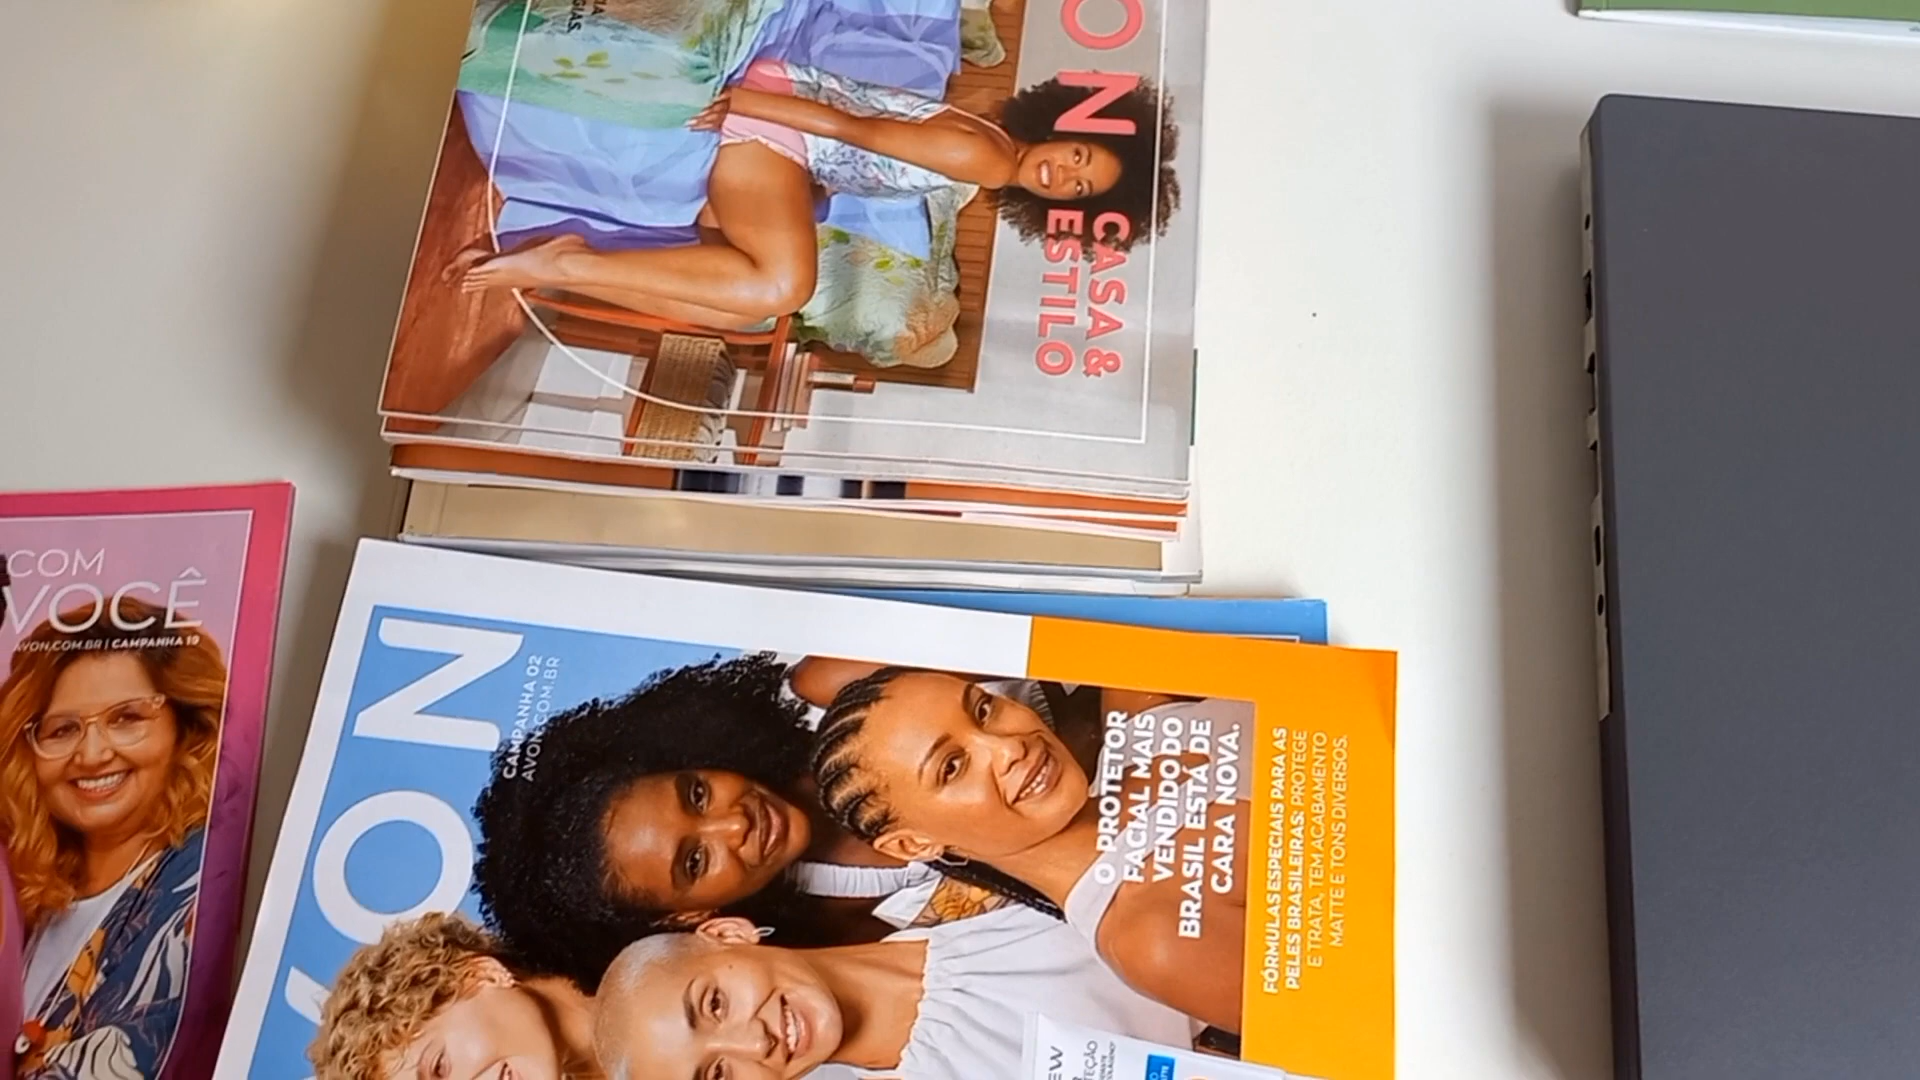 ON
CASA &
ESTILO
COM
VOCÊ
AVON.COM.BR | CAMPANHA 19
VON
CAMPANHA 02
AVON.COM.BR
O PROTETOR
FACIAL MAIS
VENDIDO DO
BRASIL ESTÁ DE
CARA NOVA.
FÓRMULAS ESPECIAIS PARA AS
PELES BRASILEIRAS: PROTEGE
E TRATA, TEM ACABAMENTO
MATTE E TONS DIVERSOS.